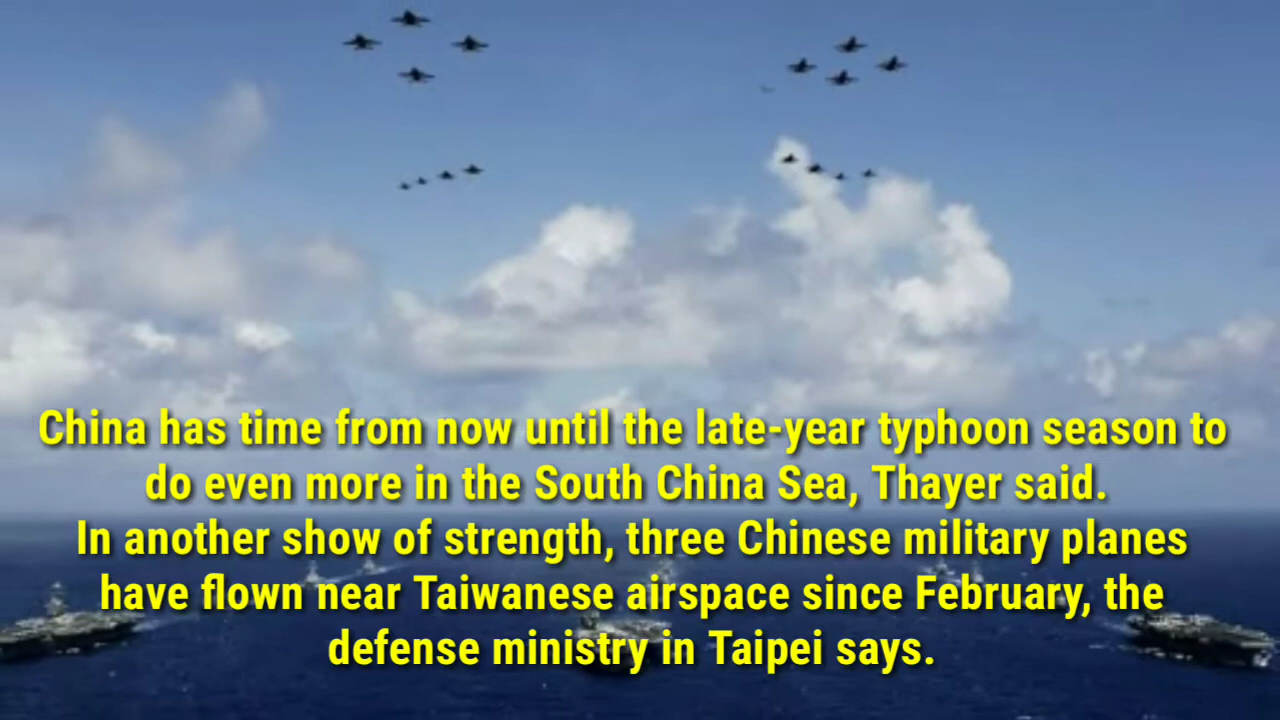 China has time from now until the late-year typhoon season to
do even more in the South China Sea, Thayer said.
In another show of strength, three Chinese military planes
have flown near Taiwanese airspace since February, the
defense ministry in Taipei says.